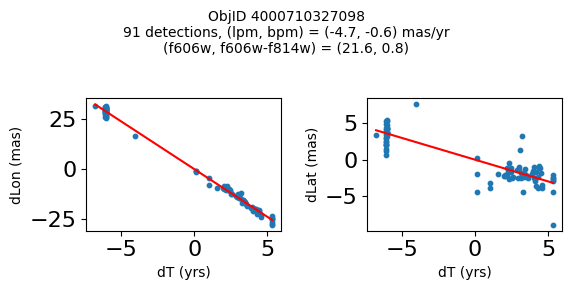 ObjID 4000710327098
91 detections, (lpm, bpm) = (-4.7, -0.6) mas/yr
(f606w, f606w-f814w) = (21.6, 0.8)
dLon (mas)
25
0
−25
−5
0
5
dT (yrs)
dLat (mas)
5
0
−5
−5
0
5
dT (yrs)